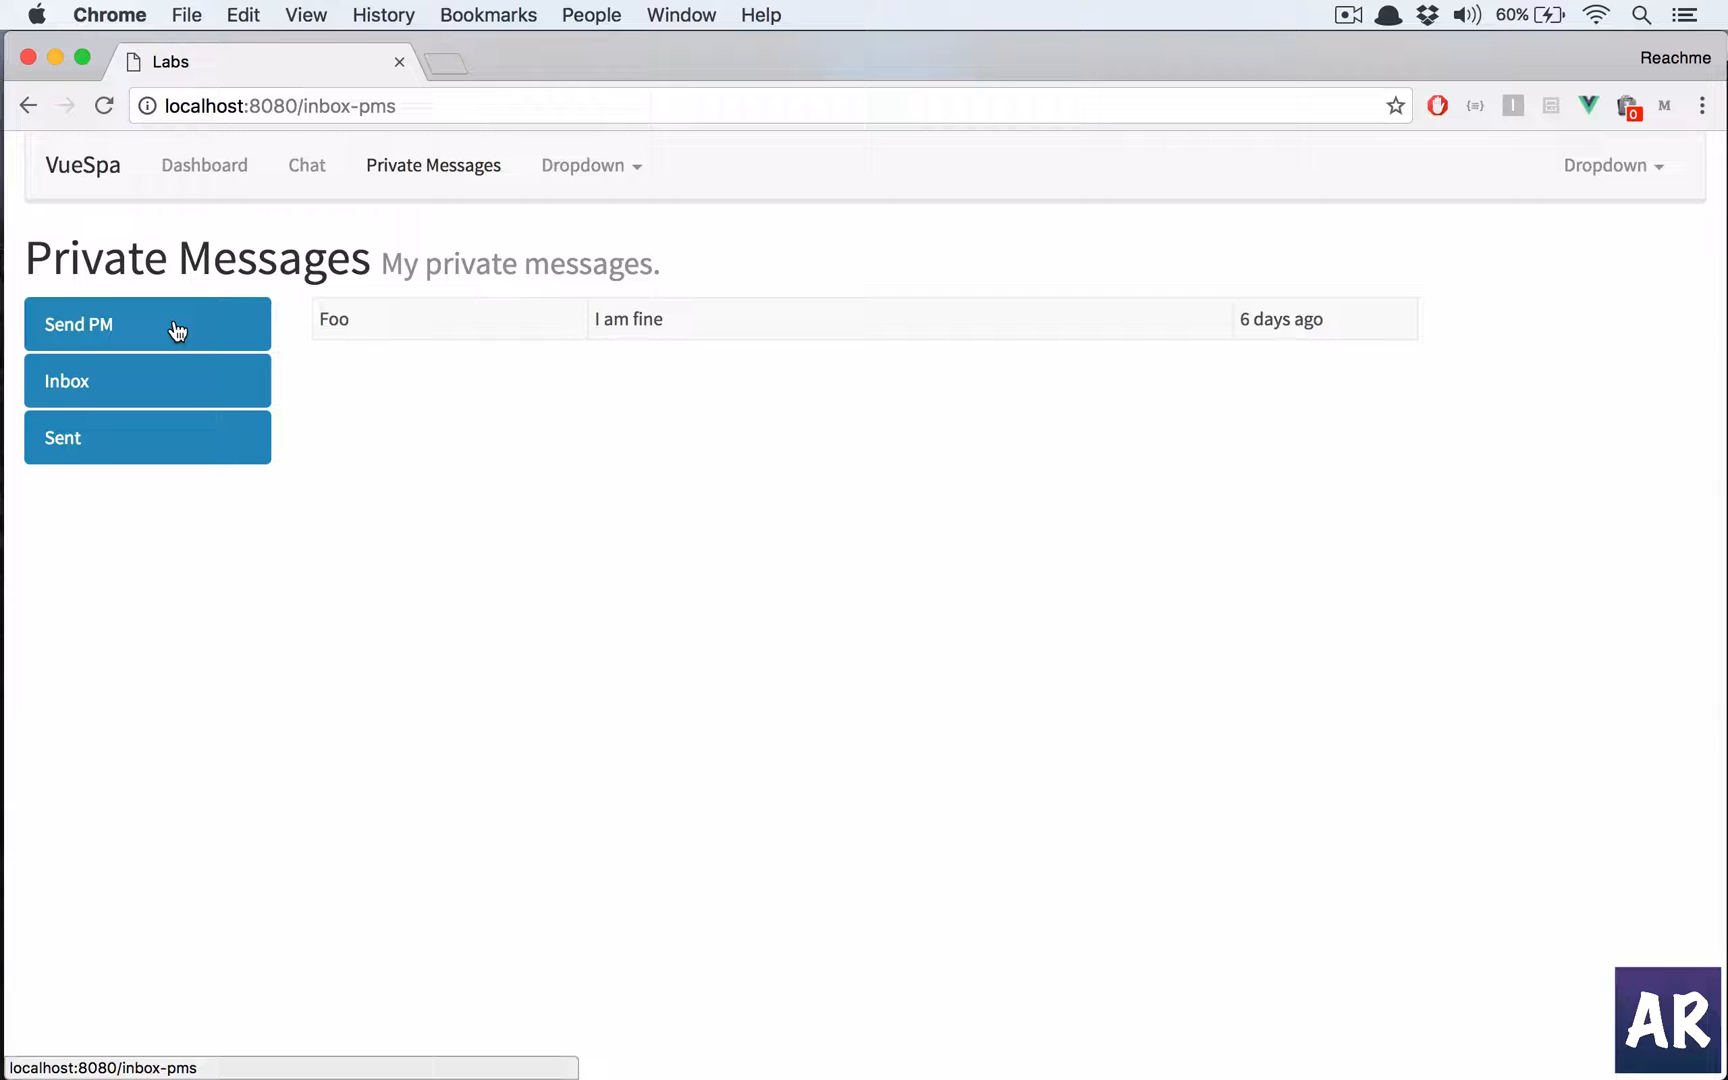 Chrome File Edit View History Bookmarks People Window Help 60%
Labs Reachme
localhost:8080/inbox-pms I {=} M 0
VueSpa Dashboard Chat Private Messages Dropdown Dropdown
Private Messages My private messages.
Send PM Foo I am fine 6 days ago
Inbox
Sent
AR
localhost:8080/inbox-pms